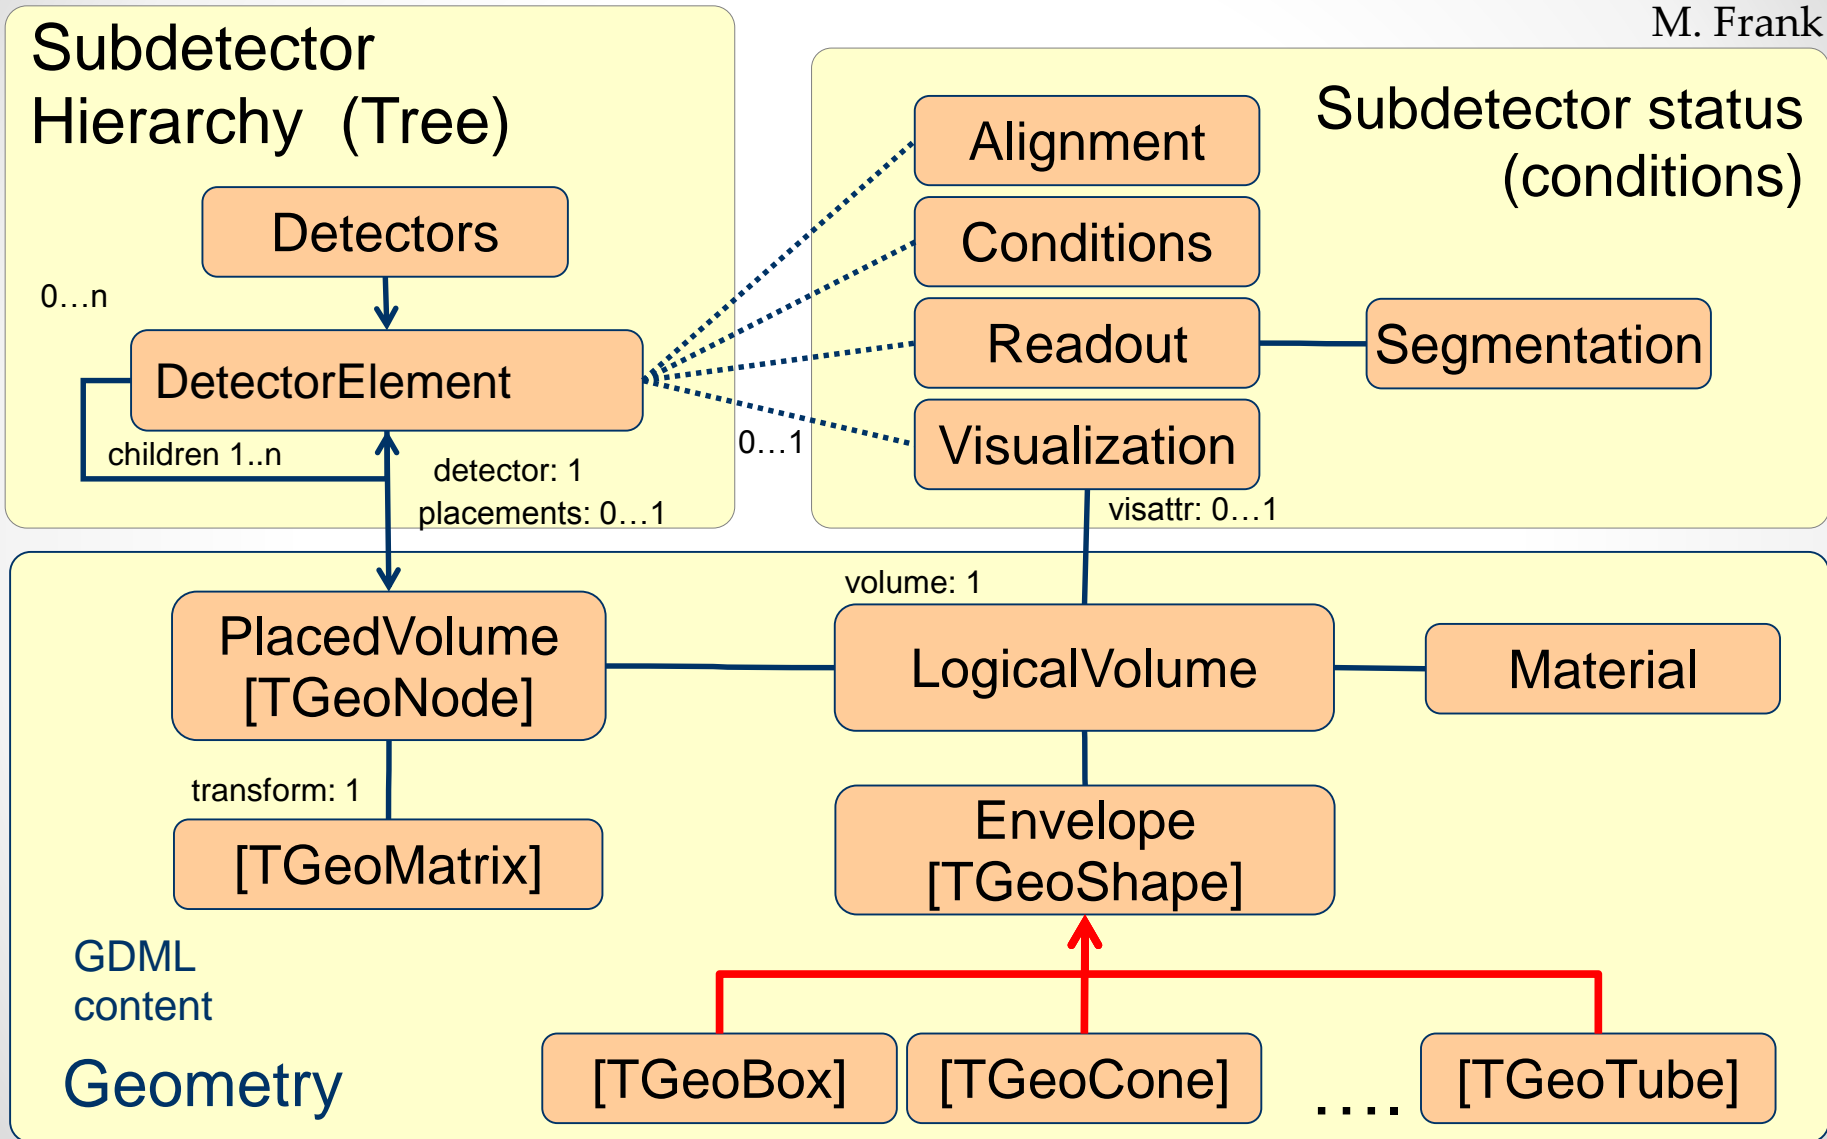 M. Frank
Subdetector
Hierarchy (Tree)
Detectors
0…n
DetectorElement
children 1..n
detector: 1
placements: 0…1
Subdetector status
(conditions)
Alignment
Conditions
Readout
Segmentation
Visualization
0…1
visattr: 0…1
volume: 1
PlacedVolume
[TGeoNode]
LogicalVolume
Material
transform: 1
[TGeoMatrix]
Envelope
[TGeoShape]
GDML
content
Geometry
[TGeoBox]
[TGeoCone]
….
[TGeoTube]